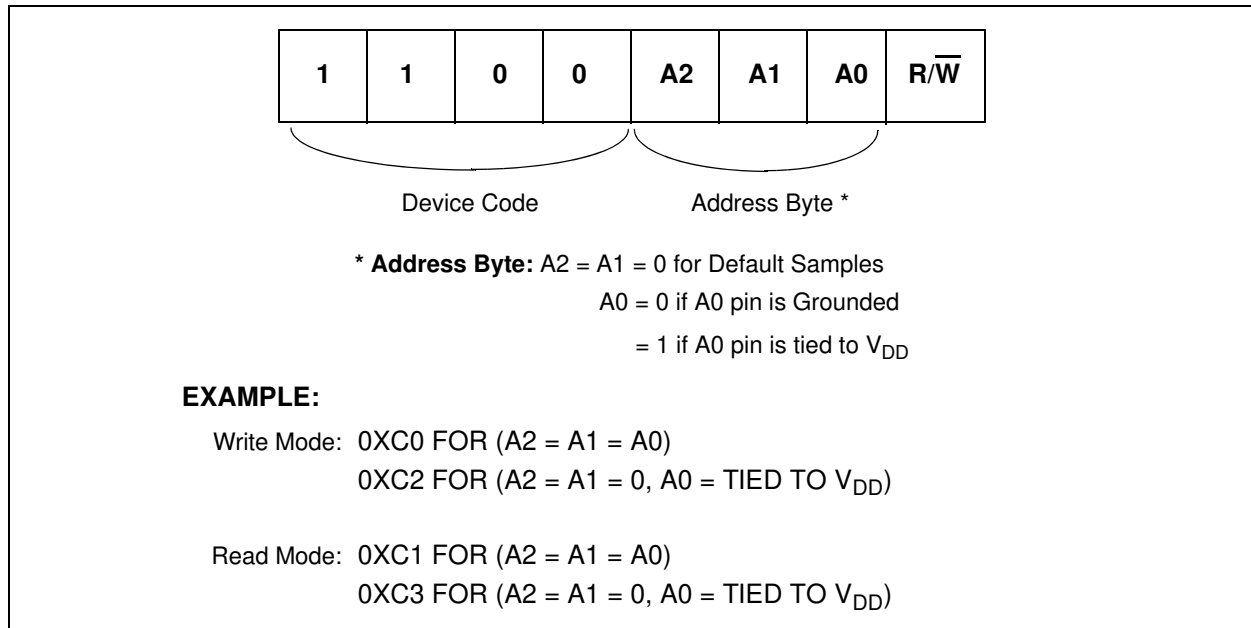 1 1 0 0 A2 A1 A0 R/W̅
Device Code Address Byte *
* Address Byte: A2 = A1 = 0 for Default Samples
A0 = 0 if A0 pin is Grounded
= 1 if A0 pin is tied to VDD
EXAMPLE:
Write Mode: 0XC0 FOR (A2 = A1 = A0)
0XC2 FOR (A2 = A1 = 0, A0 = TIED TO VDD)
Read Mode: 0XC1 FOR (A2 = A1 = A0)
0XC3 FOR (A2 = A1 = 0, A0 = TIED TO VDD)